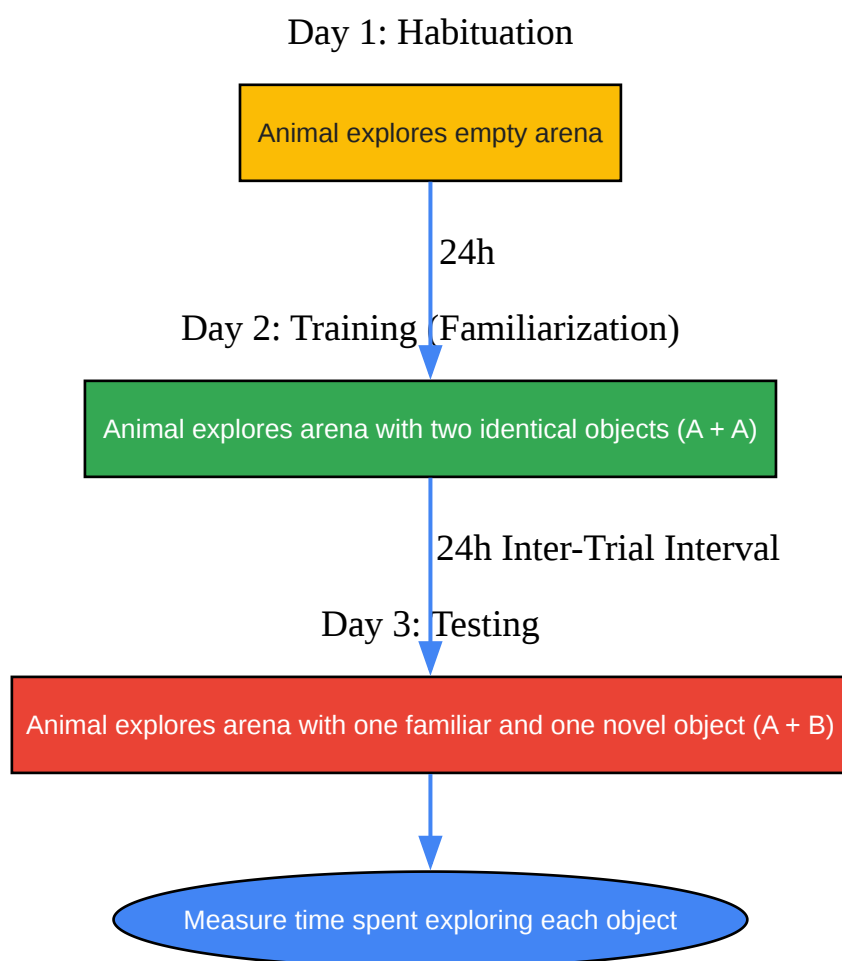 Day 1: Habituation
Animal explores empty arena
24h
Day 2: Training (Familiarization)
Animal explores arena with two identical objects (A + A)
24h Inter-Trial Interval
Day 3: Testing
Animal explores arena with one familiar and one novel object (A + B)
Measure time spent exploring each object